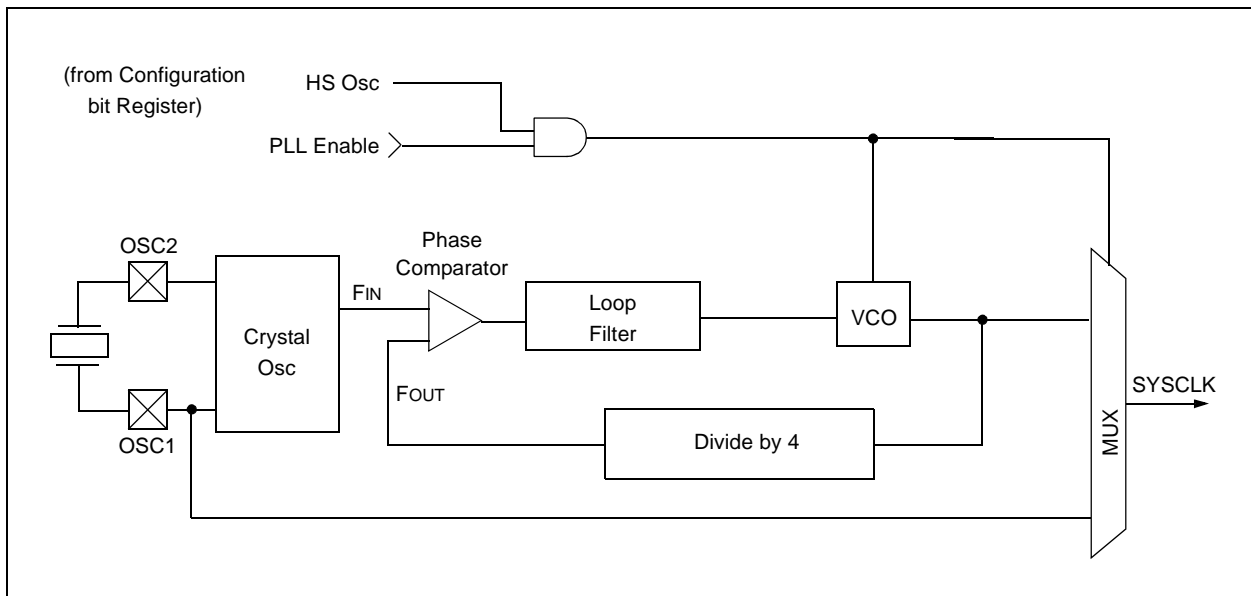 (from Configuration
bit Register)
HS Osc
PLL Enable
OSC2
Phase
Comparator
FIN
Loop
Filter
VCO
Crystal
Osc
SYSCLK
FOUT
OSC1
Divide by 4
MUX